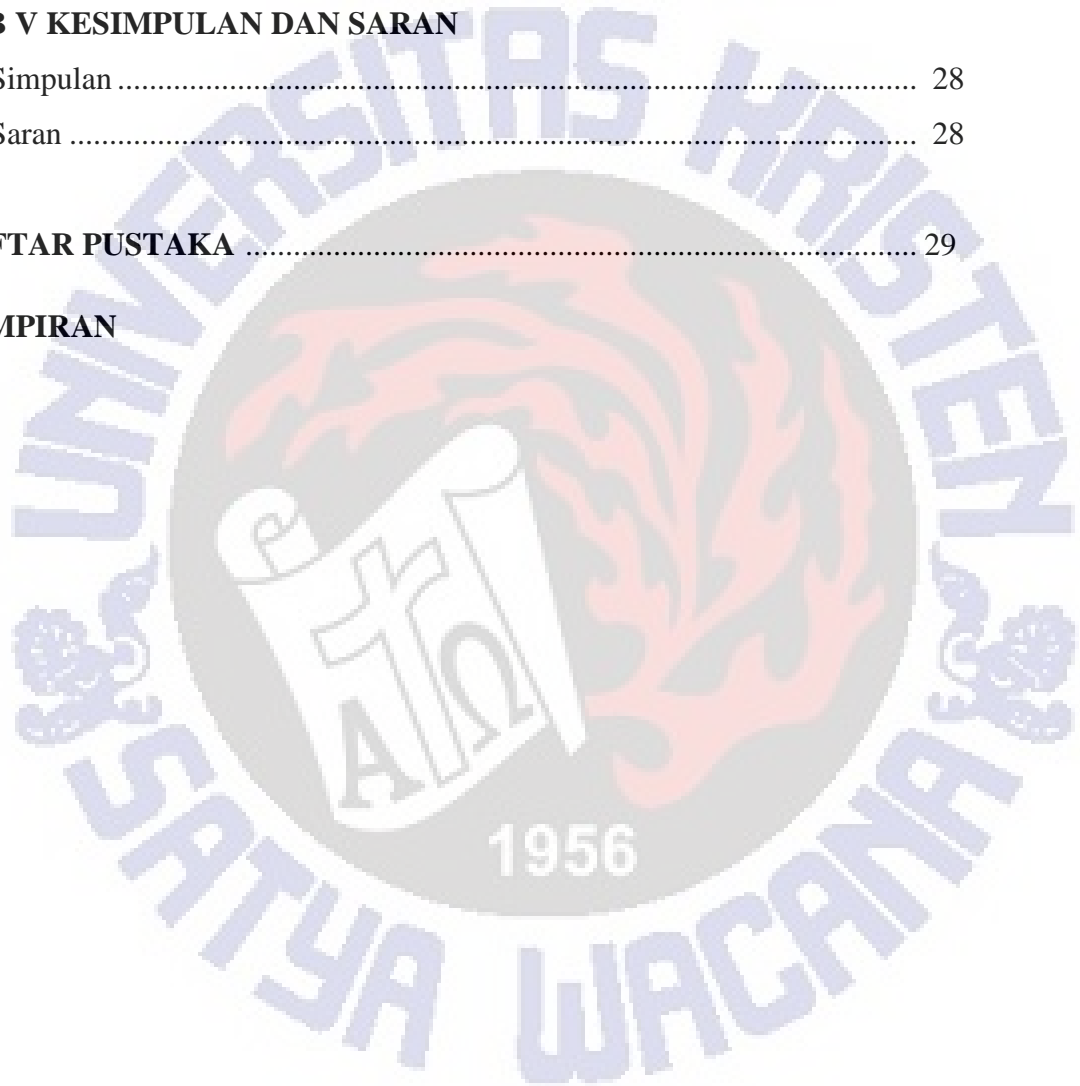 B V KESIMPULAN DAN SARAN
Simpulan ........................................................................................ 28
Saran ............................................................................................... 28
FTAR PUSTAKA ......................................................................... 29
MPIRAN
UNIVERSITAS KRISTEN
A Ω
1956
SATYA WACANA